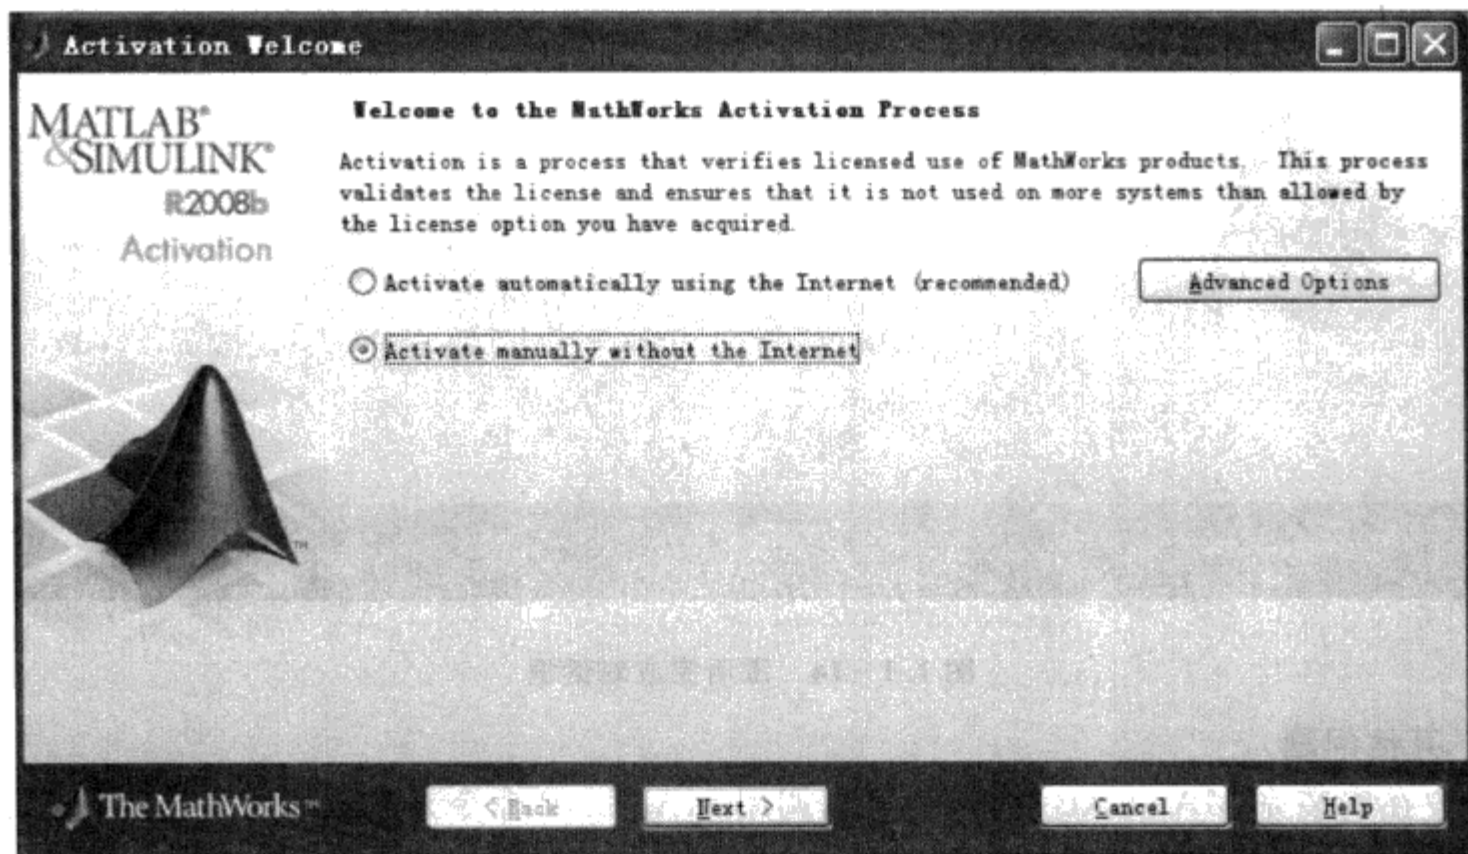 Activation Welcome
MATLAB®
&SIMULINK®
R2008b
Activation
Welcome to the MathWorks Activation Process
Activation is a process that verifies licensed use of MathWorks products. This process
validates the license and ensures that it is not used on more systems than allowed by
the license option you have acquired.
Activate automatically using the Internet (recommended)
Advanced Options
Activate manually without the Internet
TM
The MathWorks™
< Back
Next >
Cancel
Help